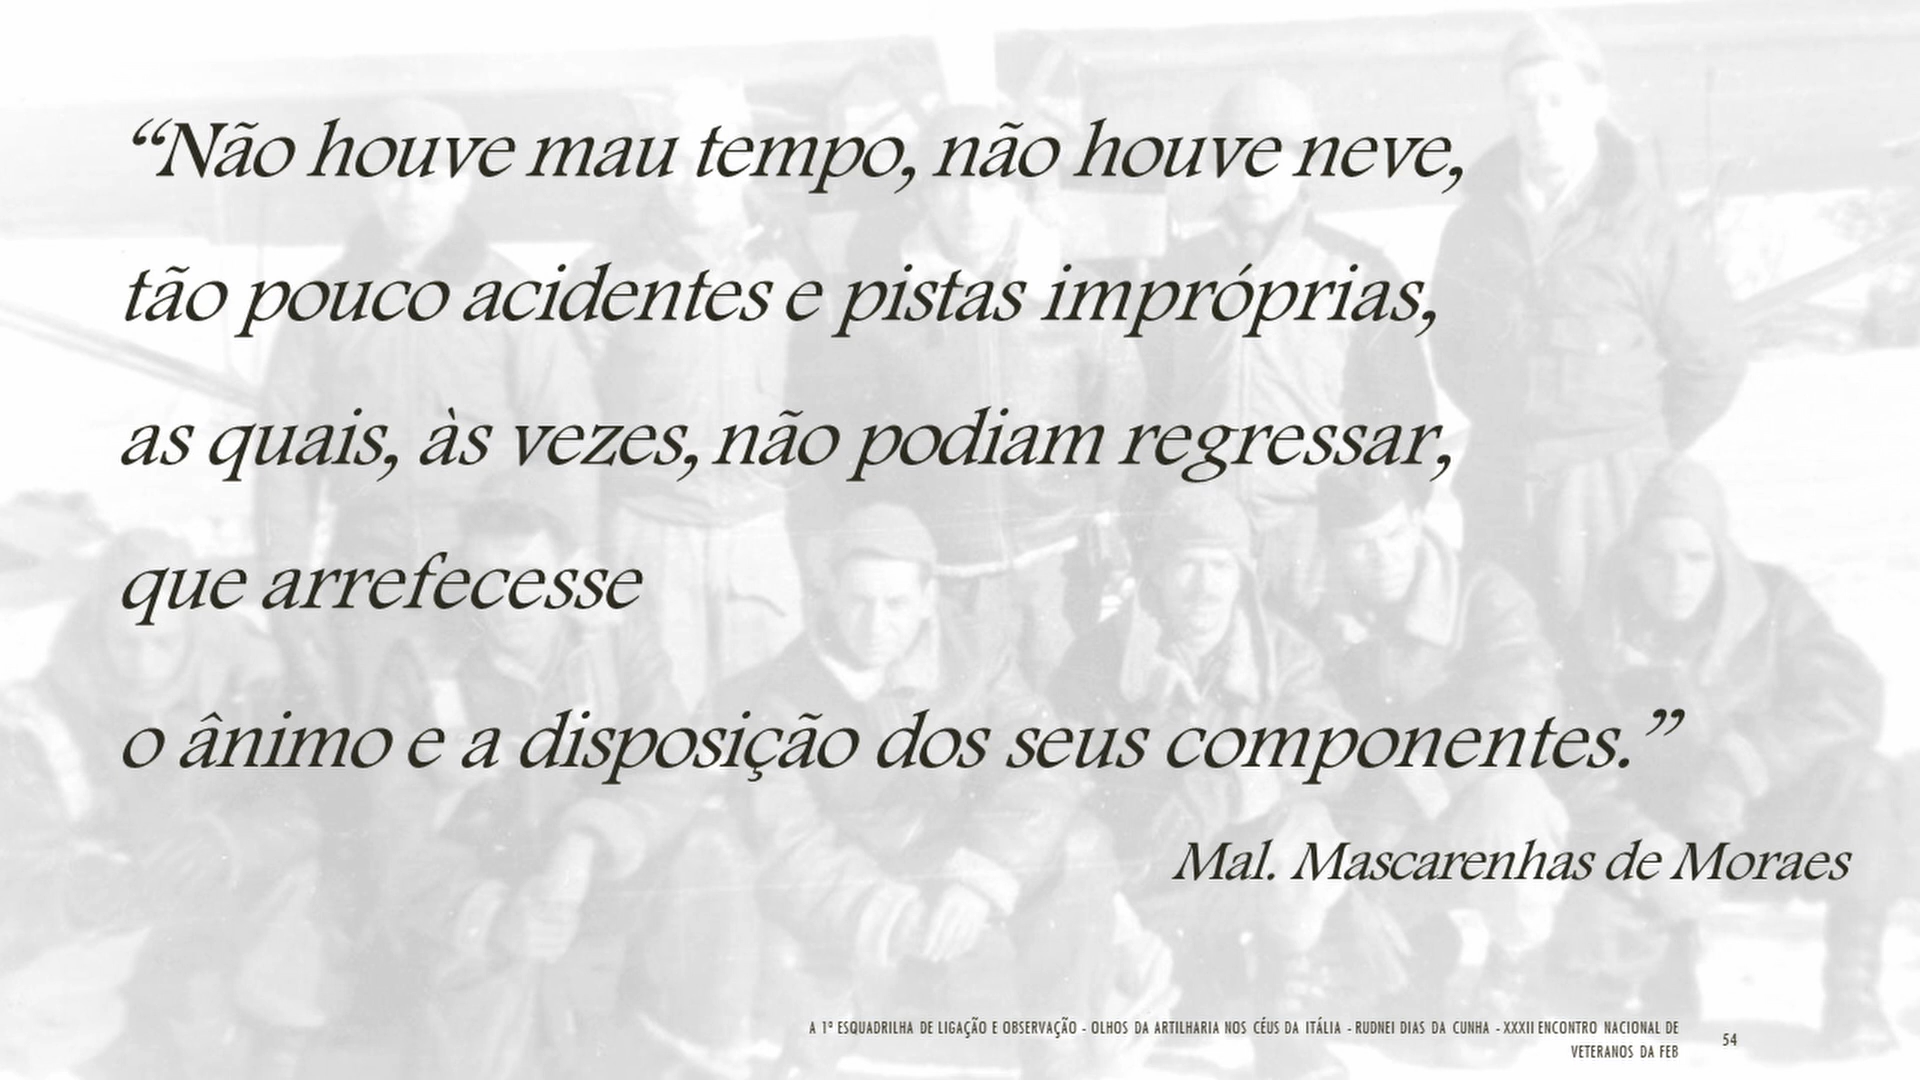 “Não houve mau tempo, não houve neve,
tão pouco acidentes e pistas impróprias,
as quais, às vezes, não podiam regressar,
que arrefecesse
o ânimo e a disposição dos seus componentes.”
Mal. Mascarenhas de Moraes
A 1ª ESQUADRILHA DE LIGAÇÃO E OBSERVAÇÃO - OLHOS DA ARTILHARIA NOS CÉUS DA ITÁLIA - RUDNEI DIAS DA CUNHA - XXXII ENCONTRO NACIONAL DE
VETERANOS DA FEB
54